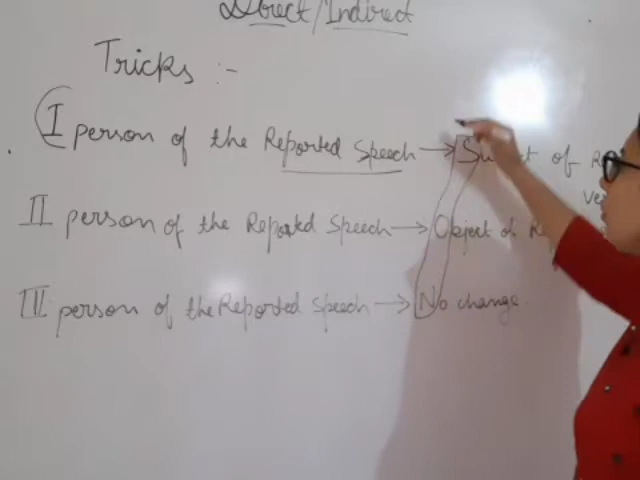 Direct/Indirect
Tricks :-
I person of the Reported Speech → Subject of
II person of the Reported Speech → Object of
III person of the Reported Speech → No change.